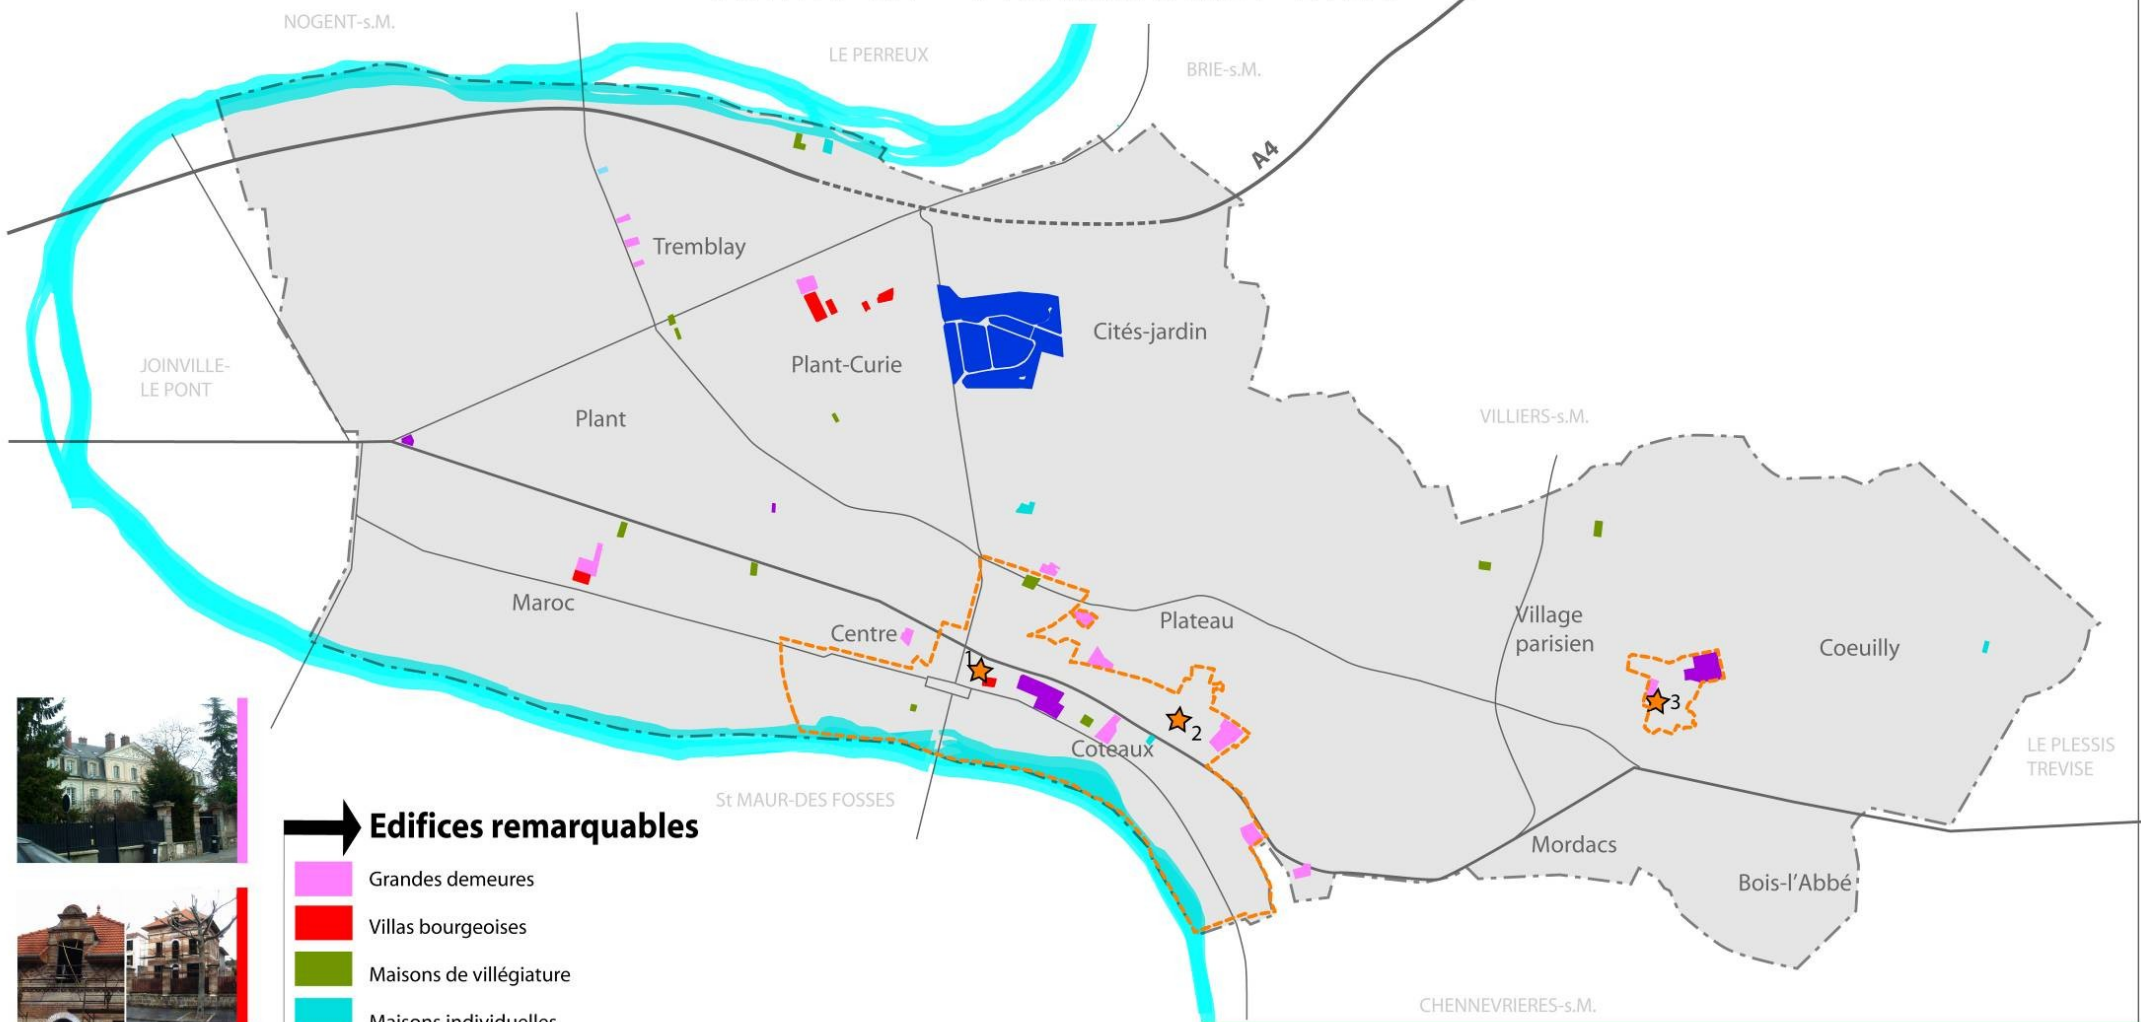 NOGENT-s.M.
LE PERREUX
BRIE-s.M.
A4
Tremblay
Cités-jardin
JOINVILLE-
LE PONT
Plant-Curie
Plant
VILLIERS-s.M.
Maroc
Centre
Plateau
Village
parisien
Coeuilly
1
2
3
Coteaux
LE PLESSIS
TREVISE
St MAUR-DES FOSSES
Mordacs
Bois-l'Abbé
CHENNEVRIERES-s.M.
Edifices remarquables
Grandes demeures
Villas bourgeoises
Maisons de villégiature
Maisons individuelles